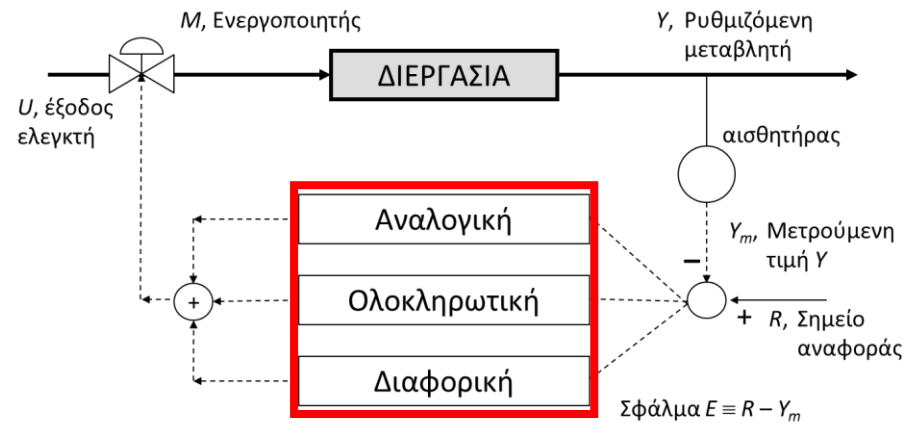 M, Ενεργοποιητής
Y, Ρυθμιζόμενη
μεταβλητή
ΔΙΕΡΓΑΣΙΑ
U, έξοδος
ελεγκτή
αισθητήρας
Αναλογική
Yₘ, Μετρούμενη
τιμή Y
−
Ολοκληρωτική
+
+ R, Σημείο
αναφοράς
Διαφορική
Σφάλμα E ≡ R – Yₘ